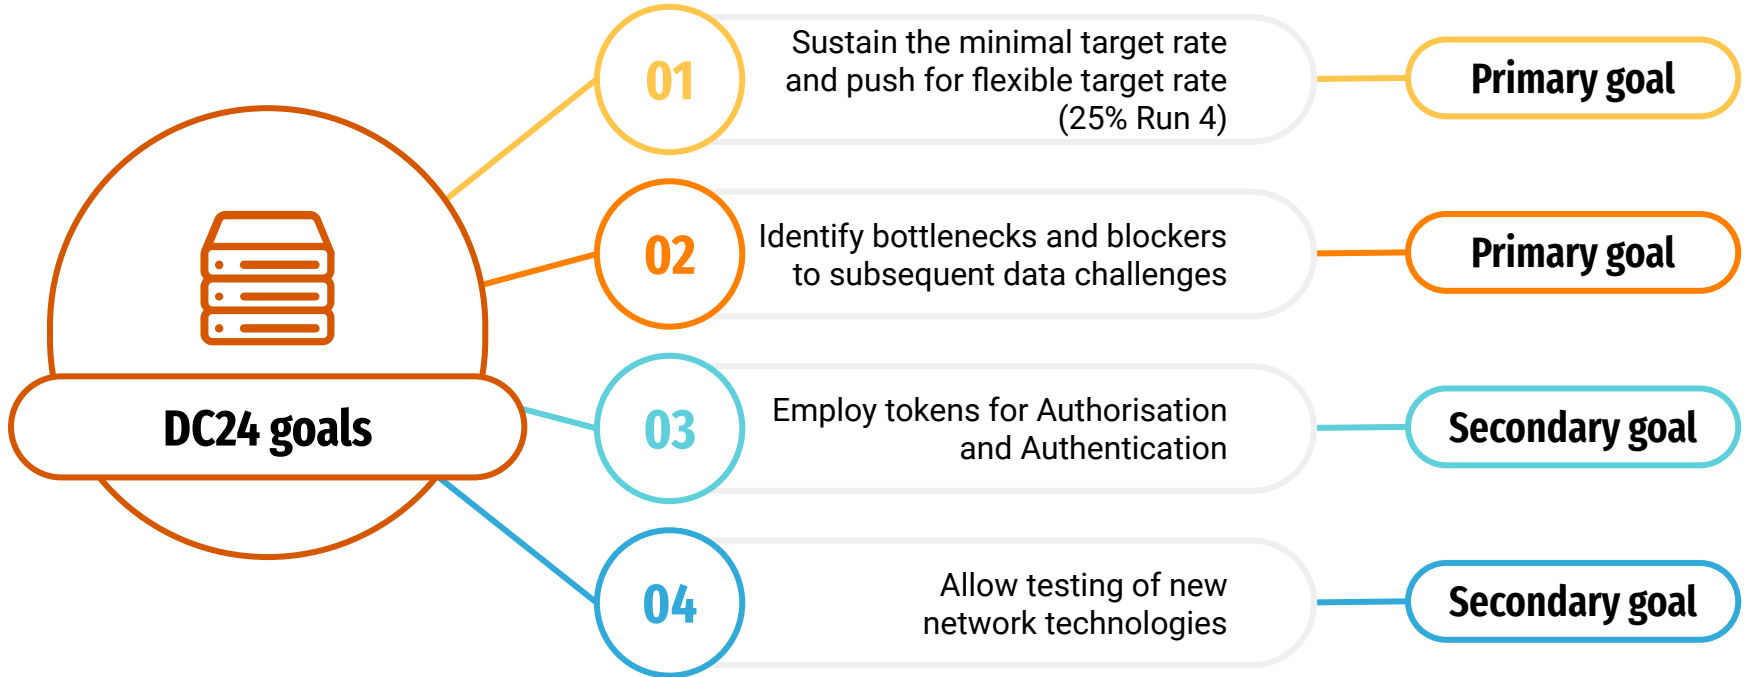 DC24 goals
01
Sustain the minimal target rate
and push for flexible target rate
(25% Run 4)
Primary goal
02
Identify bottlenecks and blockers
to subsequent data challenges
Primary goal
03
Employ tokens for Authorisation
and Authentication
Secondary goal
04
Allow testing of new
network technologies
Secondary goal